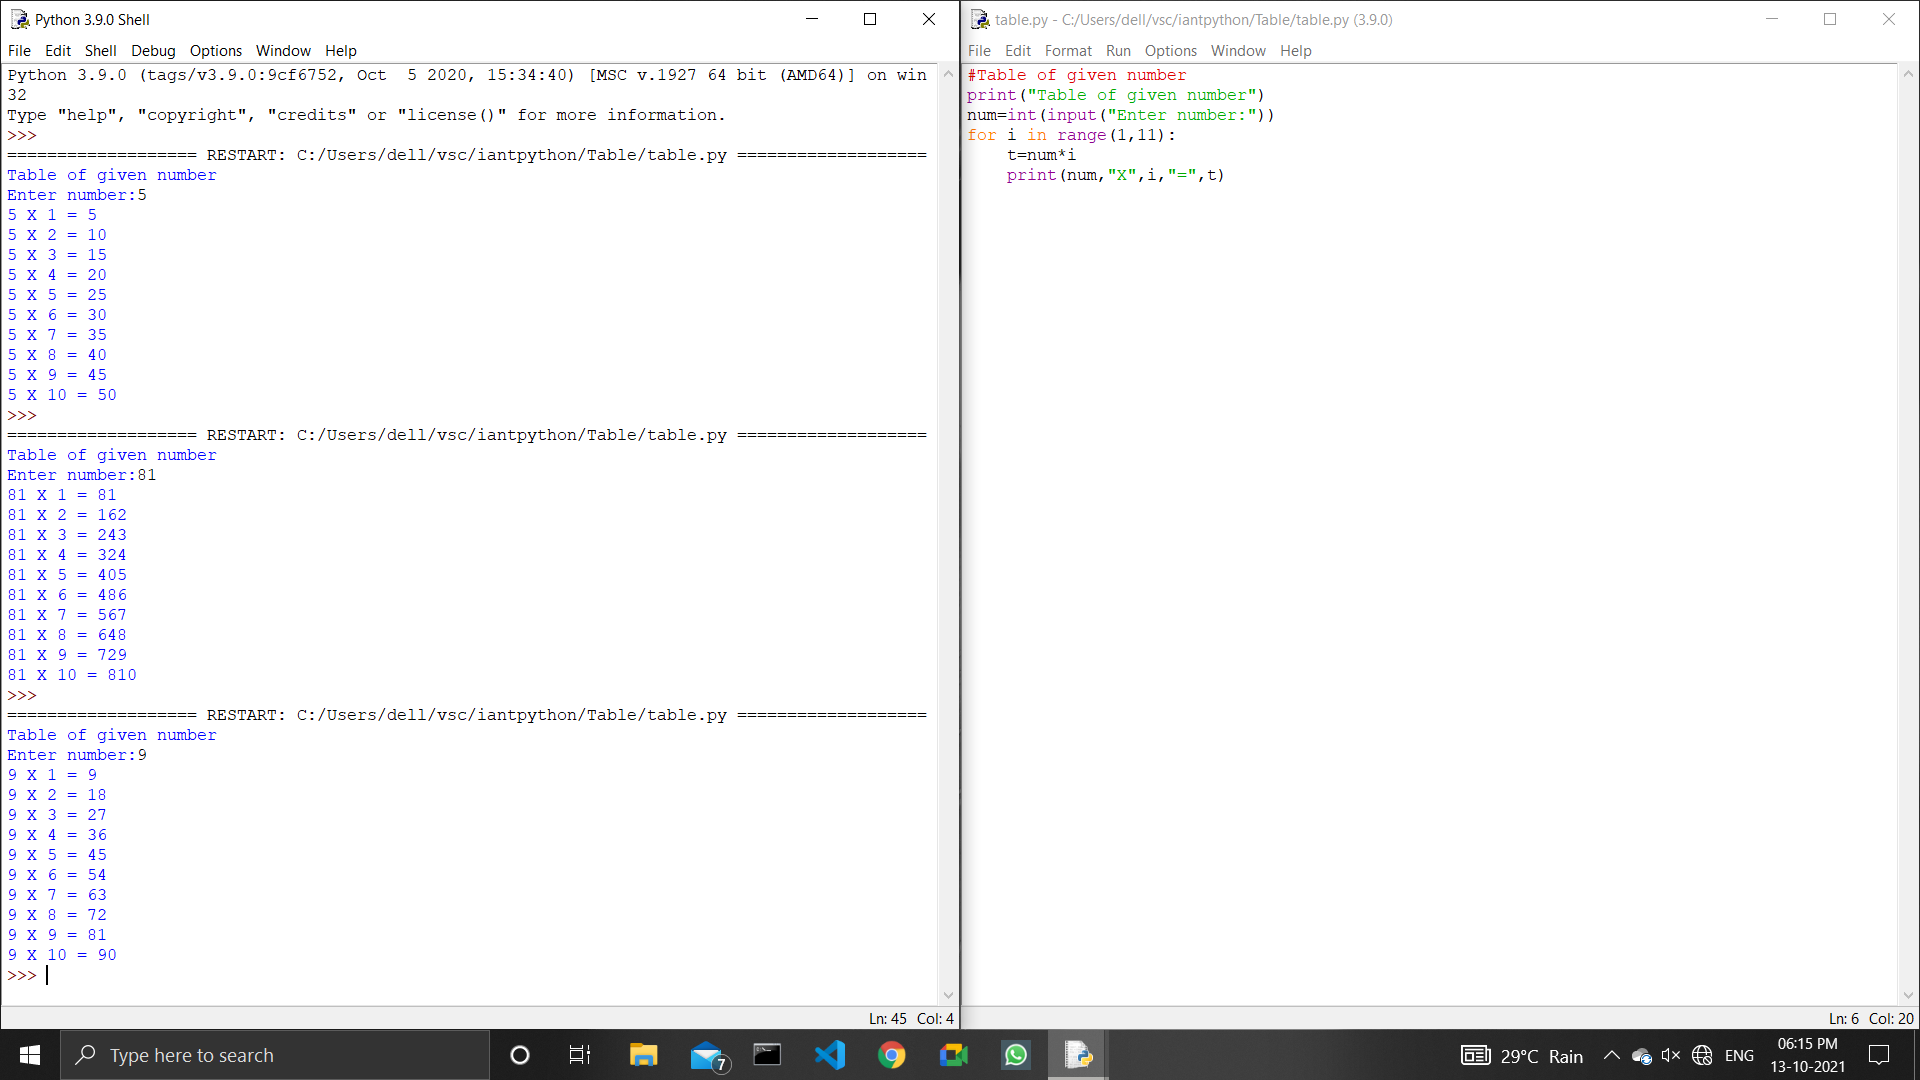 Python 3.9.0 Shell
File Edit Shell Debug Options Window Help
Python 3.9.0 (tags/v3.9.0:9cf6752, Oct  5 2020, 15:34:40) [MSC v.1927 64 bit (AMD64)] on win
32
Type "help", "copyright", "credits" or "license()" for more information.
>>>
=================== RESTART: C:/Users/dell/vsc/iantpython/Table/table.py ===================
Table of given number
Enter number:5
5 X 1 = 5
5 X 2 = 10
5 X 3 = 15
5 X 4 = 20
5 X 5 = 25
5 X 6 = 30
5 X 7 = 35
5 X 8 = 40
5 X 9 = 45
5 X 10 = 50
>>>
=================== RESTART: C:/Users/dell/vsc/iantpython/Table/table.py ===================
Table of given number
Enter number:81
81 X 1 = 81
81 X 2 = 162
81 X 3 = 243
81 X 4 = 324
81 X 5 = 405
81 X 6 = 486
81 X 7 = 567
81 X 8 = 648
81 X 9 = 729
81 X 10 = 810
>>>
=================== RESTART: C:/Users/dell/vsc/iantpython/Table/table.py ===================
Table of given number
Enter number:9
9 X 1 = 9
9 X 2 = 18
9 X 3 = 27
9 X 4 = 36
9 X 5 = 45
9 X 6 = 54
9 X 7 = 63
9 X 8 = 72
9 X 9 = 81
9 X 10 = 90
>>>
Ln: 45 Col: 4
table.py - C:/Users/dell/vsc/iantpython/Table/table.py (3.9.0)
File Edit Format Run Options Window Help
#Table of given number
print("Table of given number")
num=int(input("Enter number:"))
for i in range(1,11):
    t=num*i
    print(num,"X",i,"=",t)
Ln: 6 Col: 20
Type here to search
7
29°C Rain
ENG
06:15 PM
13-10-2021